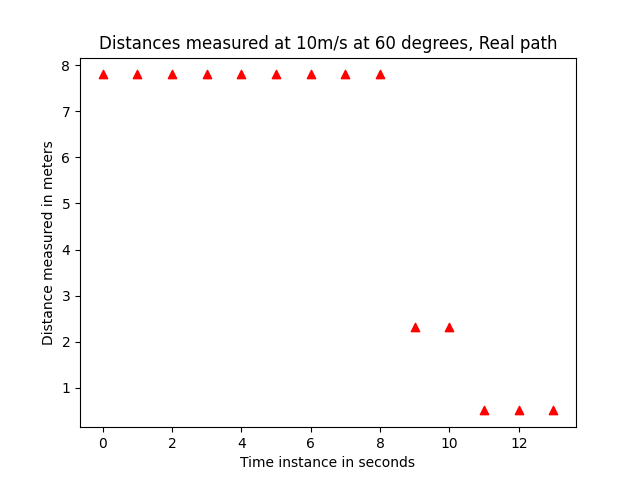 Distances measured at 10m/s at 60 degrees, Real path
Distance measured in meters
8
7
6
5
4
3
2
1
0 2 4 6 8 10 12
Time instance in seconds